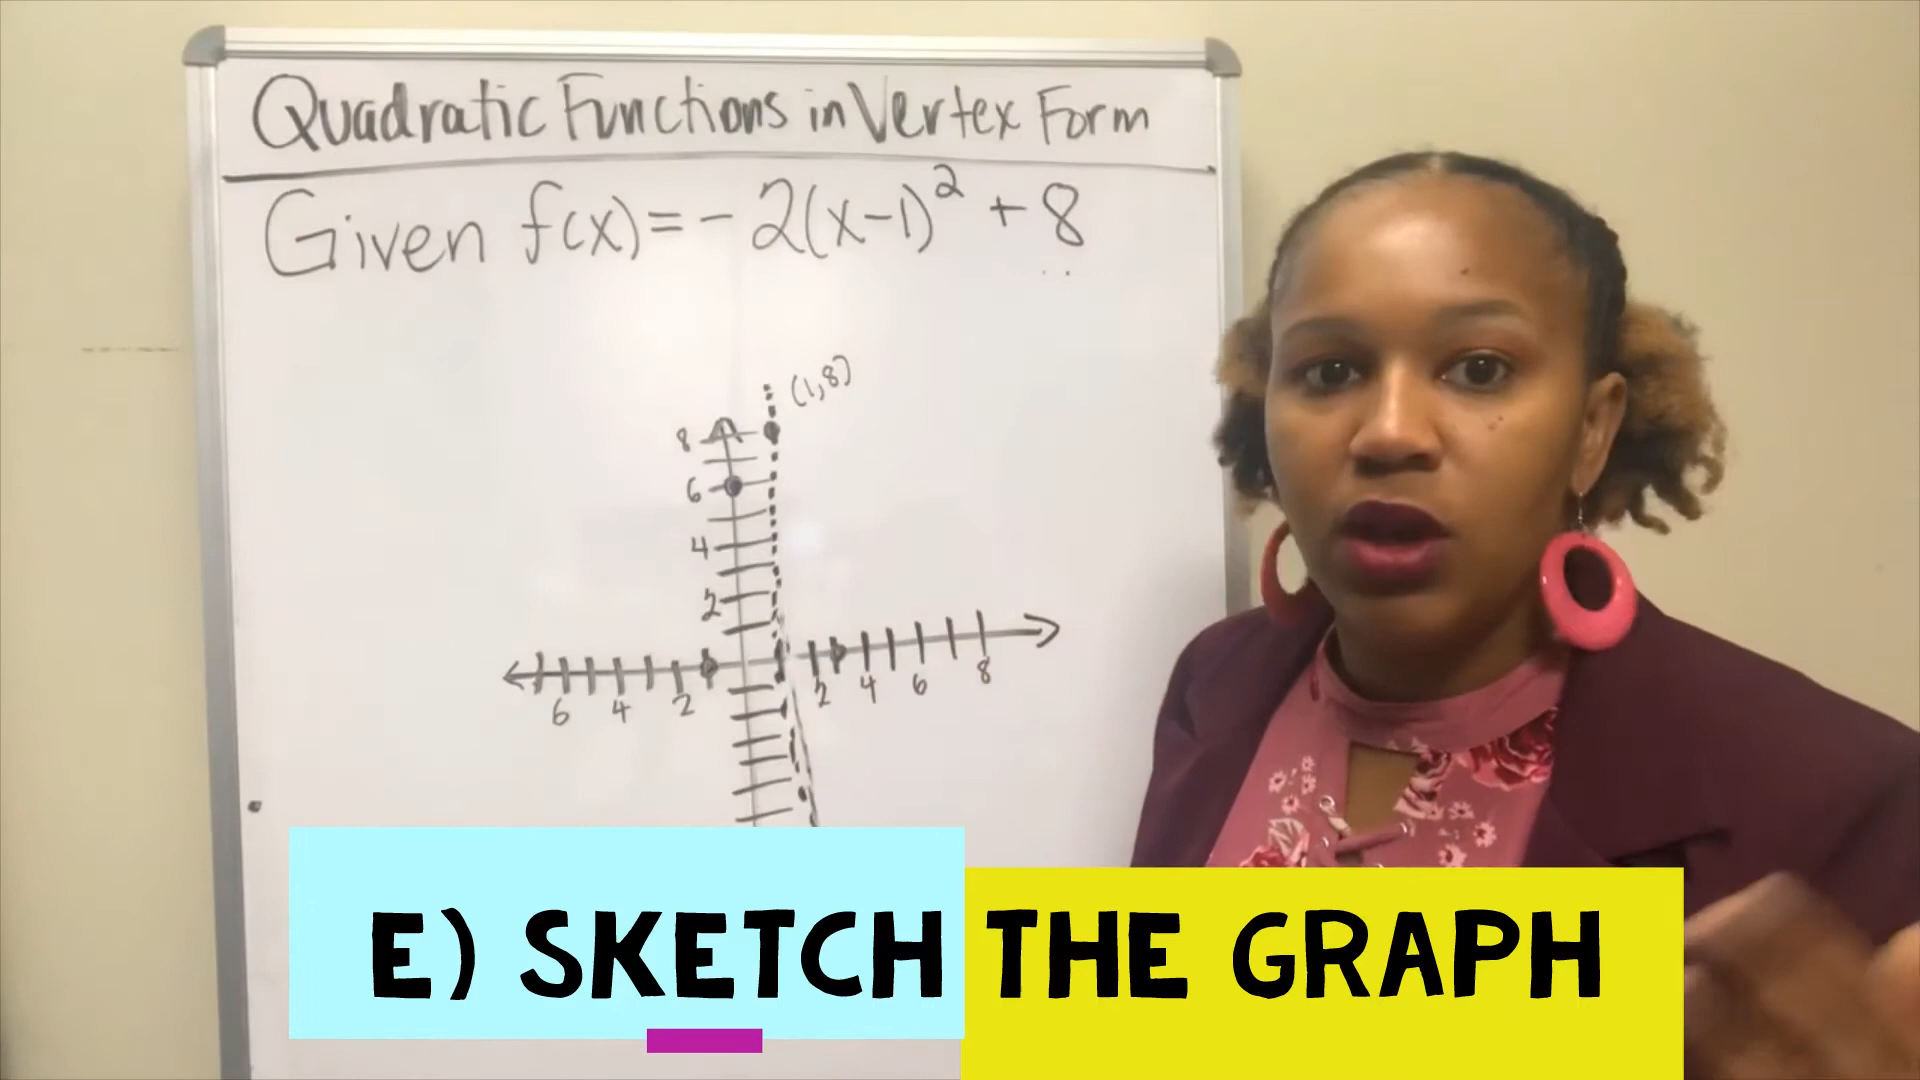 Quadratic Functions in Vertex Form
Given f(x) = -2(x-1)² + 8
(1,8)
8
6
4
2
6 4 2 2 4 6 8
E) SKETCH THE GRAPH